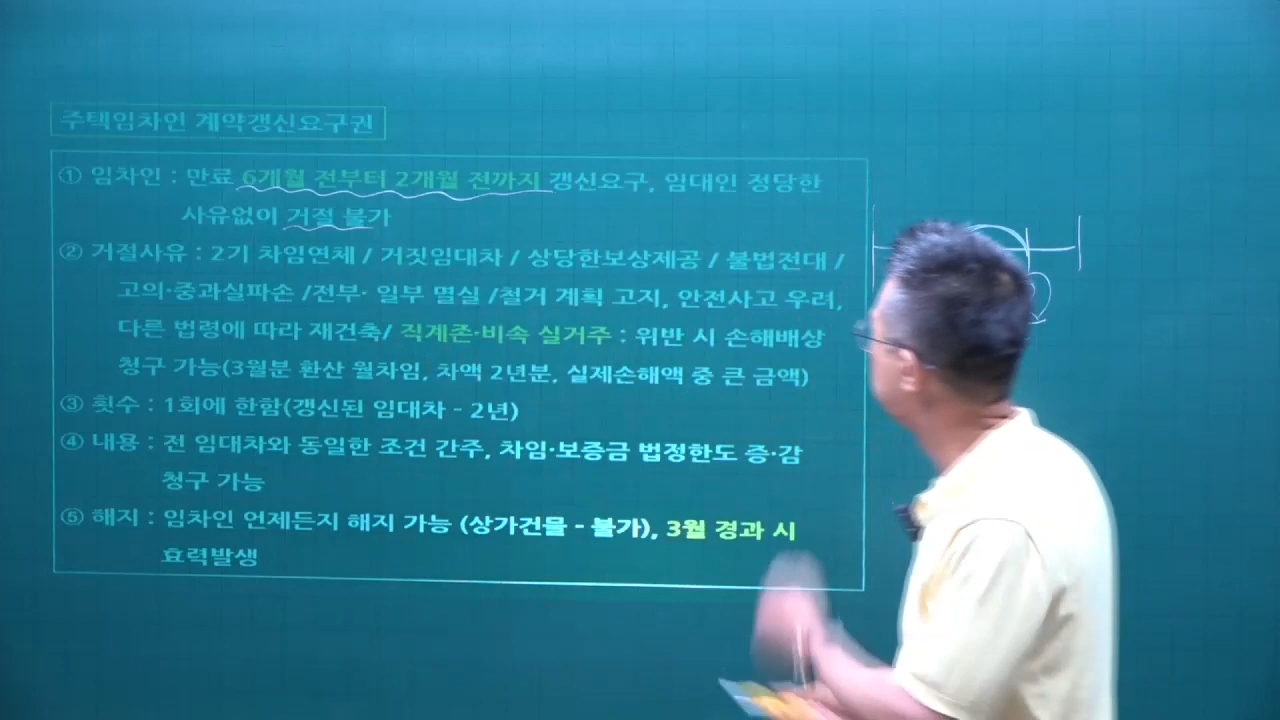 주택임차인 계약갱신요구권
① 임차인 : 만료 6개월 전부터 2개월 전까지 갱신요구, 임대인 정당한
사유없이 거절 불가
② 거절사유 : 2기 차임연체 / 거짓임대차 / 상당한보상제공 / 불법전대 /
고의·중과실파손 /전부· 일부 멸실 /철거 계획 고지, 안전사고 우려,
다른 법령에 따라 재건축/ 직계존·비속 실거주 : 위반 시 손해배상
청구 가능(3월분 환산 월차임, 차액 2년분, 실제손해액 중 큰 금액)
③ 횟수 : 1회에 한함(갱신된 임대차 - 2년)
④ 내용 : 전 임대차와 동일한 조건 간주, 차임·보증금 법정한도 증·감
청구 가능
⑤ 해지 : 임차인 언제든지 해지 가능 (상가건물 - 불가), 3월 경과 시
효력발생